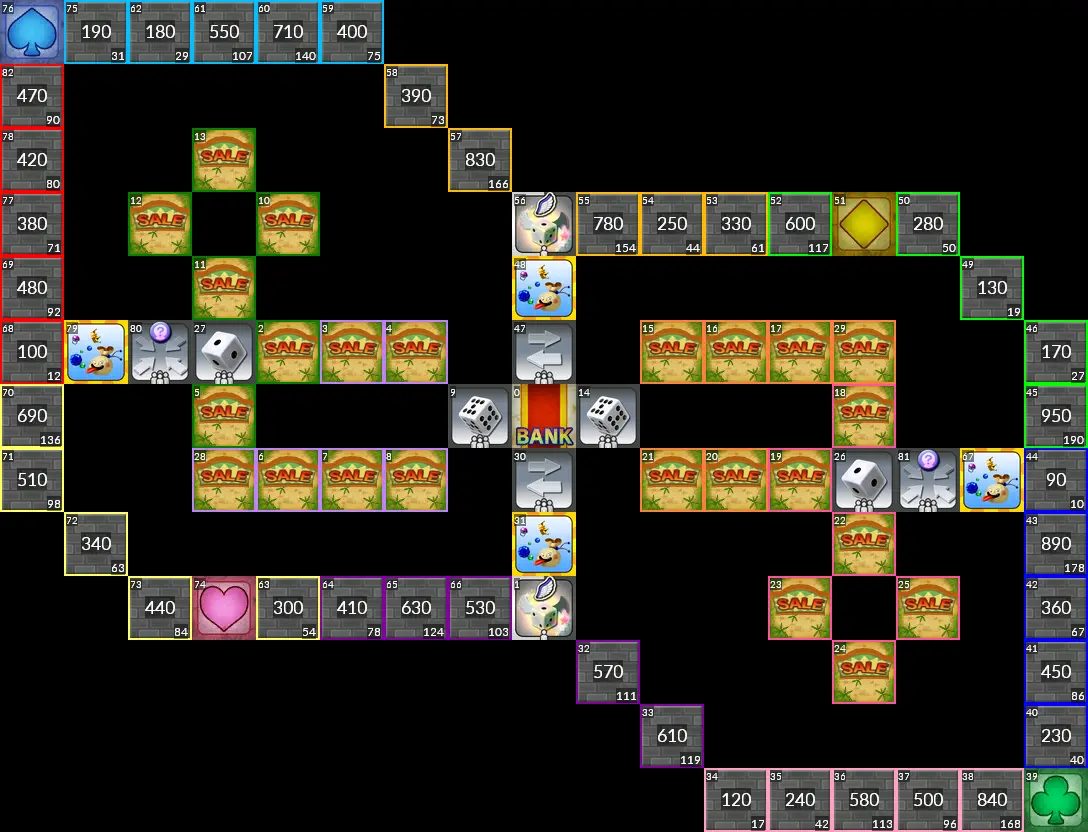 76 75 190 31 62 180 29 61 550 107 60 710 140 59 400 75
82 470 90 58 390 73
78 420 80 13 SALE 57 830 166
77 380 71 12 SALE 10 SALE 56 55 780 154 54 250 44 53 330 61 52 600 117 51 50 280 50
69 480 92 11 SALE 48 49 130 19
68 100 12 79 80 ? 27 2 SALE 3 SALE 4 SALE 47 15 SALE 16 SALE 17 SALE 29 SALE 46 170 27
70 690 136 5 SALE 9 0 BANK 14 18 SALE 45 950 190
71 510 98 28 SALE 6 SALE 7 SALE 8 SALE 30 21 SALE 20 SALE 19 SALE 26 81 ? 67 44 90 10
72 340 63 31 22 SALE 43 890 178
73 440 84 74 63 300 54 64 410 78 65 630 124 66 530 103 1 23 SALE 25 SALE 42 360 67
32 570 111 24 SALE 41 450 86
33 610 119 40 230 40
34 120 17 35 240 42 36 580 113 37 500 96 38 840 168 39